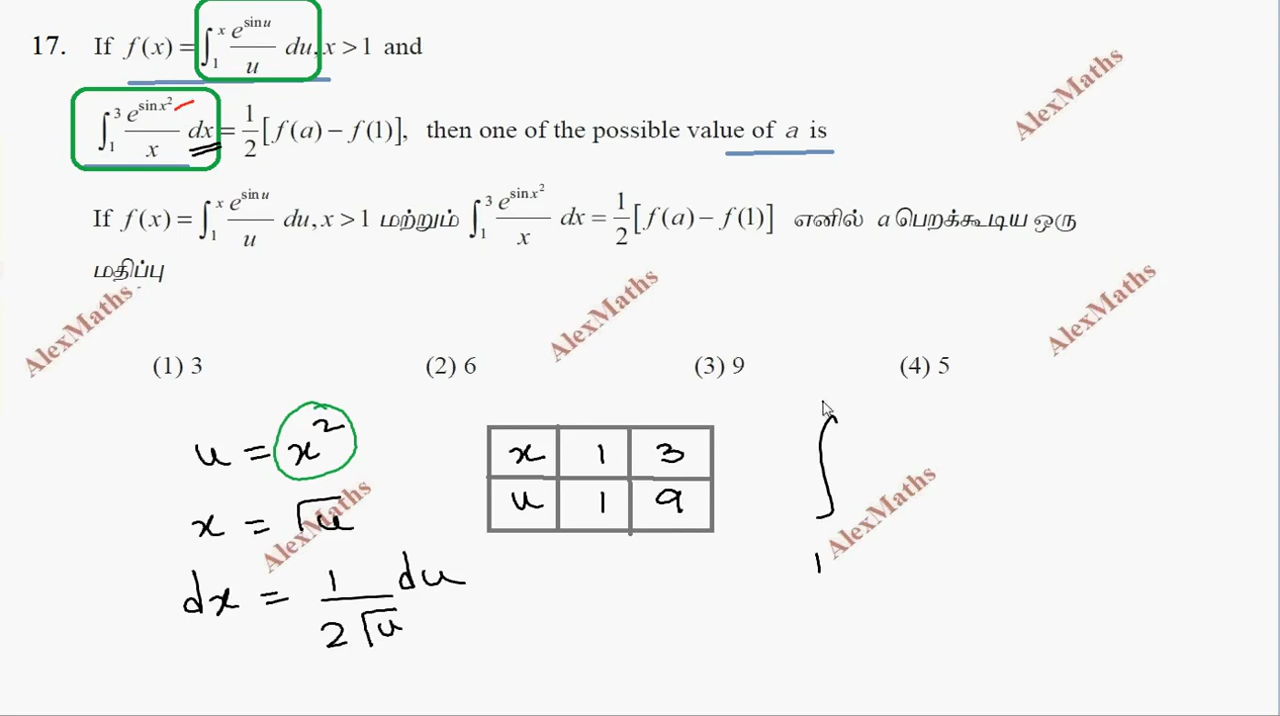 17. If f(x) = ∫₁ˣ e^(sin u)/u du, x > 1 and
∫₁³ e^(sin x²)/x dx = 1/2 [f(a) − f(1)], then one of the possible value of a is
If f(x) = ∫₁ˣ e^(sin u)/u du, x > 1 மற்றும் ∫₁³ e^(sin x²)/x dx = 1/2 [f(a) − f(1)] எனில் a பெறக்கூடிய ஒரு
மதிப்பு
(1) 3 (2) 6 (3) 9 (4) 5
u = x²
x = √u
dx = 1/(2√u) du
x 1 3
u 1 9
∫₁
AlexMaths
AlexMaths
AlexMaths
AlexMaths
AlexMaths
AlexMaths